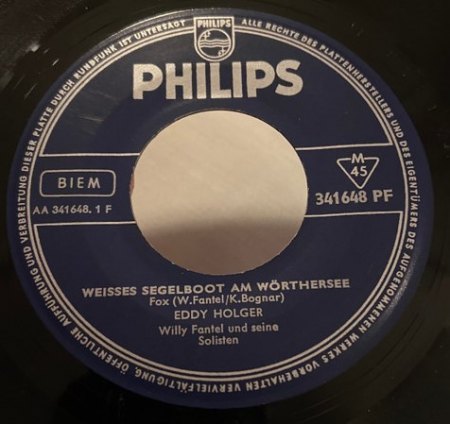 ALLE RECHTE DES PLATTENHERSTELLERS UND DES EIGENTÜMERS DES AUFGENOMMENEN WERKES VORBEHALTEN VERVIELFÄLTIGUNG, ÖFFENTLICHE AUFFÜHRUNG UND VERBREITUNG DIESER PLATTE DURCH RUNDFUNK IST UNTERSAGT
PHILIPS
PHILIPS
BIEM
AA 341648.1 F
M
45
341648 PF
WEISSES SEGELBOOT AM WÖRTHERSEE
Fox (W.Fantel/K.Bognar)
EDDY HOLGER
Willy Fantel und seine
Solisten